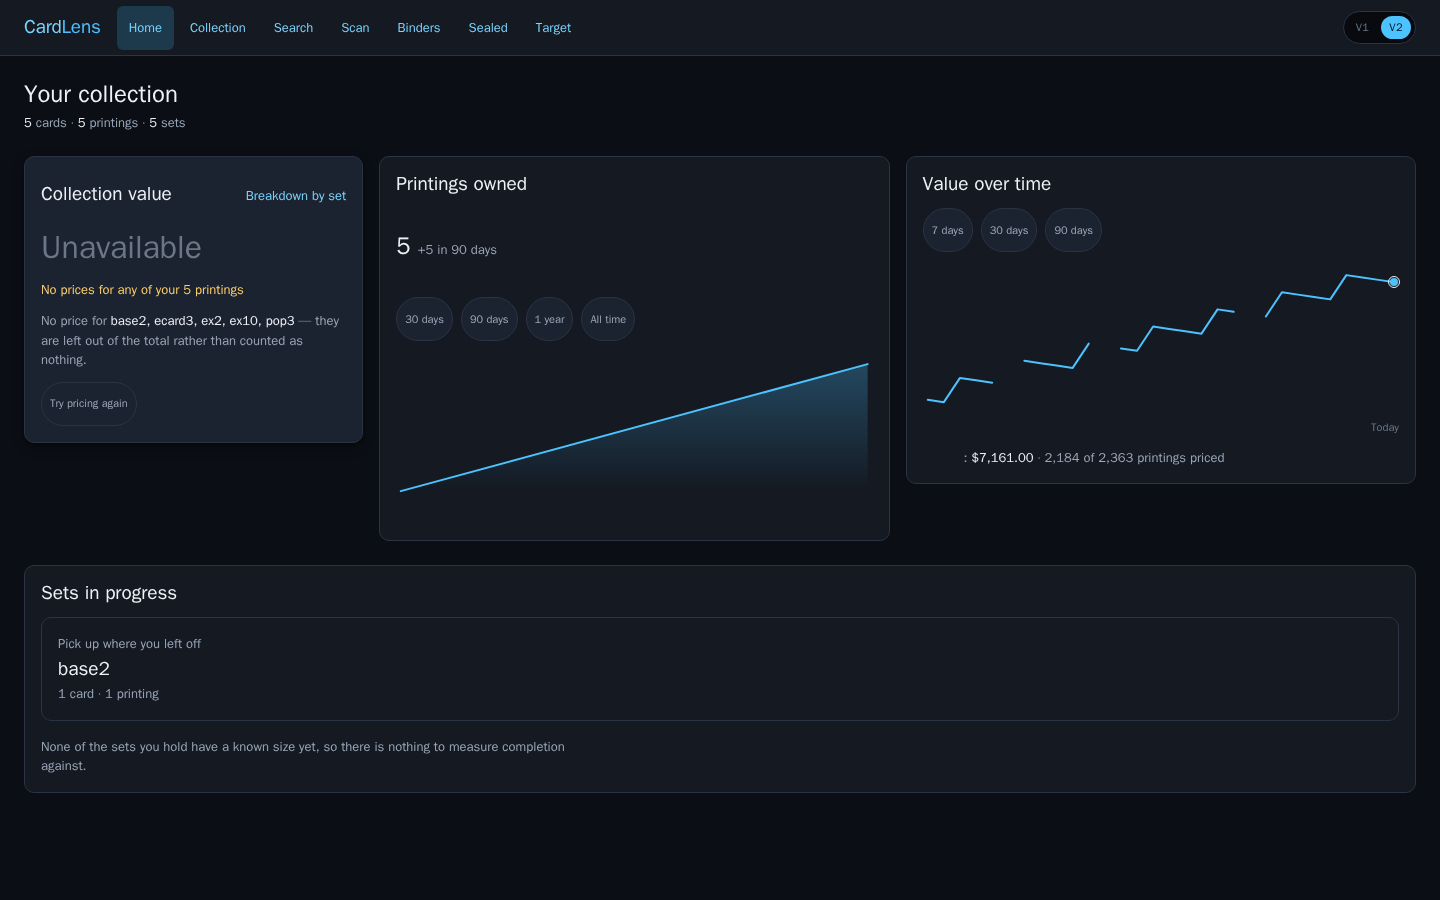 CardLens Home Collection Search Scan Binders Sealed Target V1 V2
Your collection
5 cards · 5 printings · 5 sets
Collection value Breakdown by set
Unavailable
No prices for any of your 5 printings
No price for base2, ecard3, ex2, ex10, pop3 — they
are left out of the total rather than counted as
nothing.
Try pricing again
Printings owned
5 +5 in 90 days
30 days 90 days 1 year All time
Value over time
7 days 30 days 90 days
Today
: $7,161.00 · 2,184 of 2,363 printings priced
Sets in progress
Pick up where you left off
base2
1 card · 1 printing
None of the sets you hold have a known size yet, so there is nothing to measure completion
against.